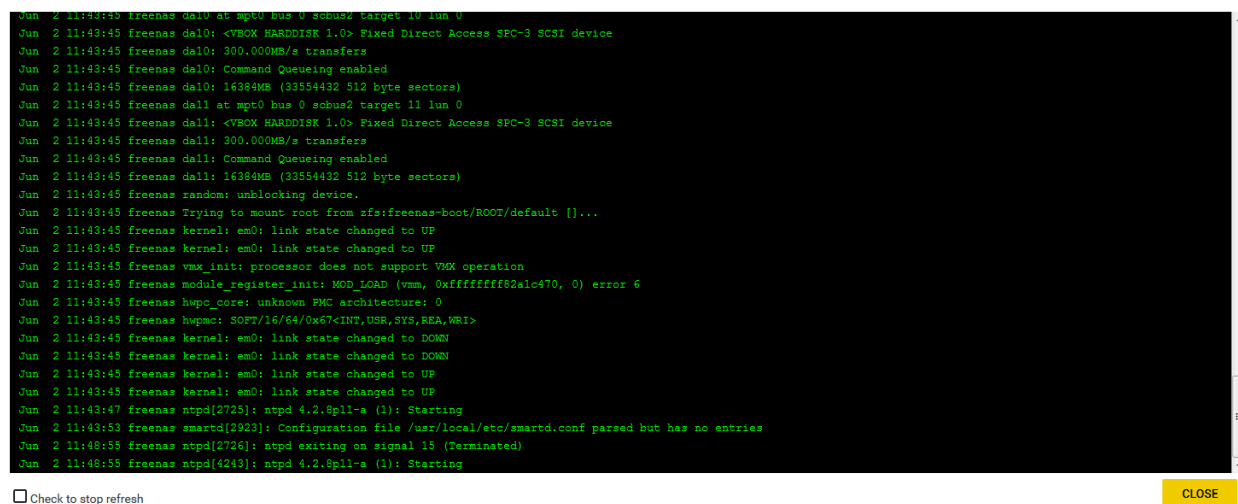 Jun  2 11:43:45 freenas da10 at mpt0 bus 0 scbus2 target 10 lun 0
Jun  2 11:43:45 freenas da10: <VBOX HARDDISK 1.0> Fixed Direct Access SPC-3 SCSI device
Jun  2 11:43:45 freenas da10: 300.000MB/s transfers
Jun  2 11:43:45 freenas da10: Command Queueing enabled
Jun  2 11:43:45 freenas da10: 16384MB (33554432 512 byte sectors)
Jun  2 11:43:45 freenas da11 at mpt0 bus 0 scbus2 target 11 lun 0
Jun  2 11:43:45 freenas da11: <VBOX HARDDISK 1.0> Fixed Direct Access SPC-3 SCSI device
Jun  2 11:43:45 freenas da11: 300.000MB/s transfers
Jun  2 11:43:45 freenas da11: Command Queueing enabled
Jun  2 11:43:45 freenas da11: 16384MB (33554432 512 byte sectors)
Jun  2 11:43:45 freenas random: unblocking device.
Jun  2 11:43:45 freenas Trying to mount root from zfs:freenas-boot/ROOT/default []...
Jun  2 11:43:45 freenas kernel: em0: link state changed to UP
Jun  2 11:43:45 freenas kernel: em0: link state changed to UP
Jun  2 11:43:45 freenas vmx_init: processor does not support VMX operation
Jun  2 11:43:45 freenas module_register_init: MOD_LOAD (vmm, 0xffffffff82a1c470, 0) error 6
Jun  2 11:43:45 freenas hwpc_core: unknown PMC architecture: 0
Jun  2 11:43:45 freenas hwpmc: SOFT/16/64/0x67<INT,USR,SYS,REA,WRI>
Jun  2 11:43:45 freenas kernel: em0: link state changed to DOWN
Jun  2 11:43:45 freenas kernel: em0: link state changed to DOWN
Jun  2 11:43:45 freenas kernel: em0: link state changed to UP
Jun  2 11:43:45 freenas kernel: em0: link state changed to UP
Jun  2 11:43:47 freenas ntpd[2725]: ntpd 4.2.8p11-a (1): Starting
Jun  2 11:43:53 freenas smartd[2923]: Configuration file /usr/local/etc/smartd.conf parsed but has no entries
Jun  2 11:48:55 freenas ntpd[2726]: ntpd exiting on signal 15 (Terminated)
Jun  2 11:48:55 freenas ntpd[4243]: ntpd 4.2.8p11-a (1): Starting
Check to stop refresh
CLOSE